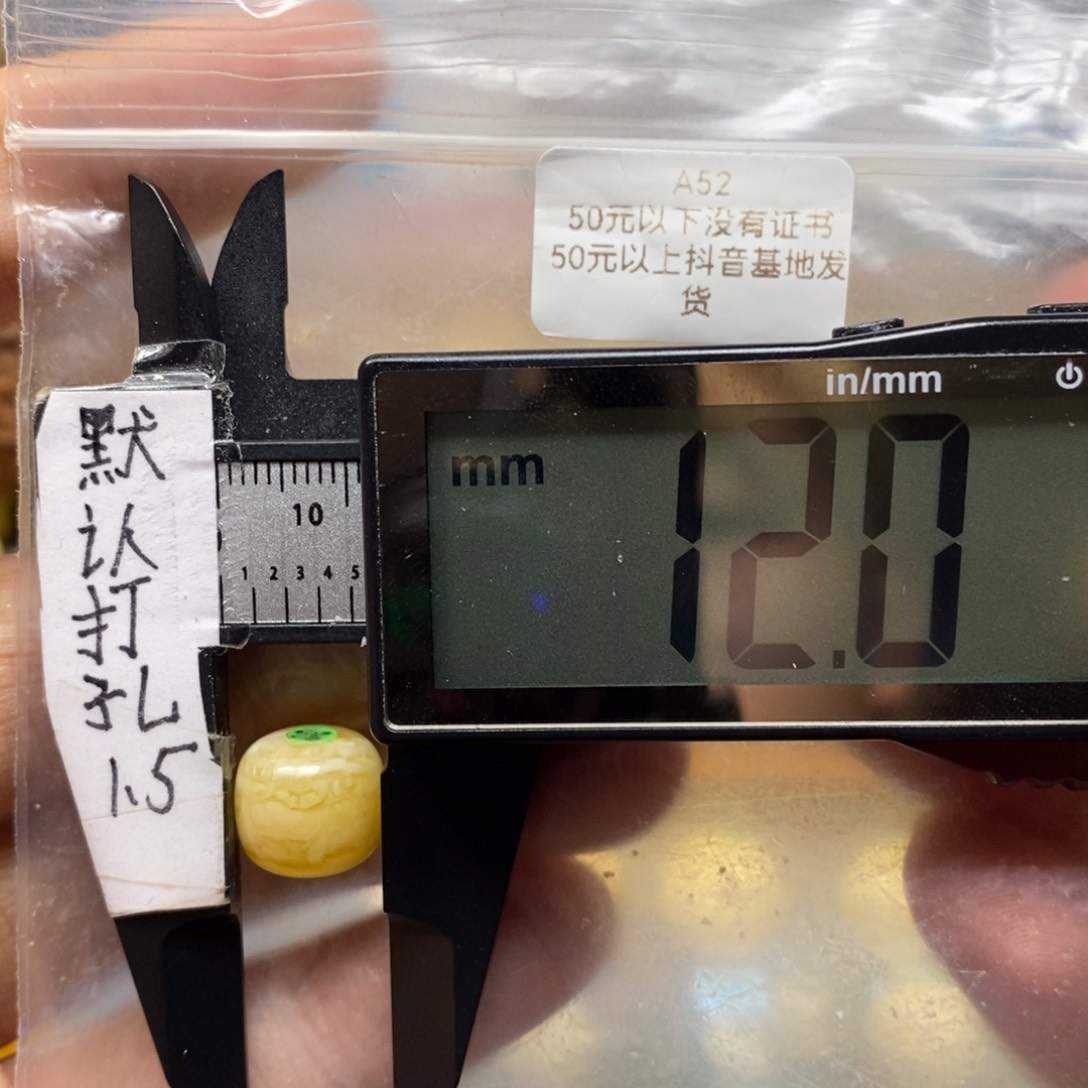 A52
50元以下没有证书
50元以上抖音基地发
货
in/mm
mm
12.0
10
1 2 3 4 5
默
认
打
孔
1.5